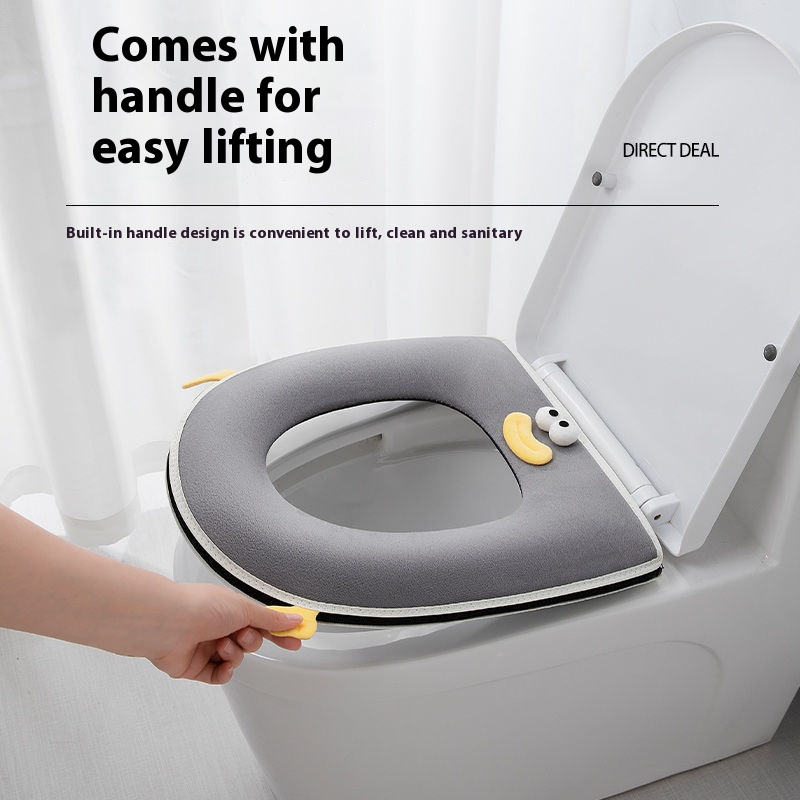 Comes with
handle for
easy lifting
DIRECT DEAL
Built-in handle design is convenient to lift, clean and sanitary